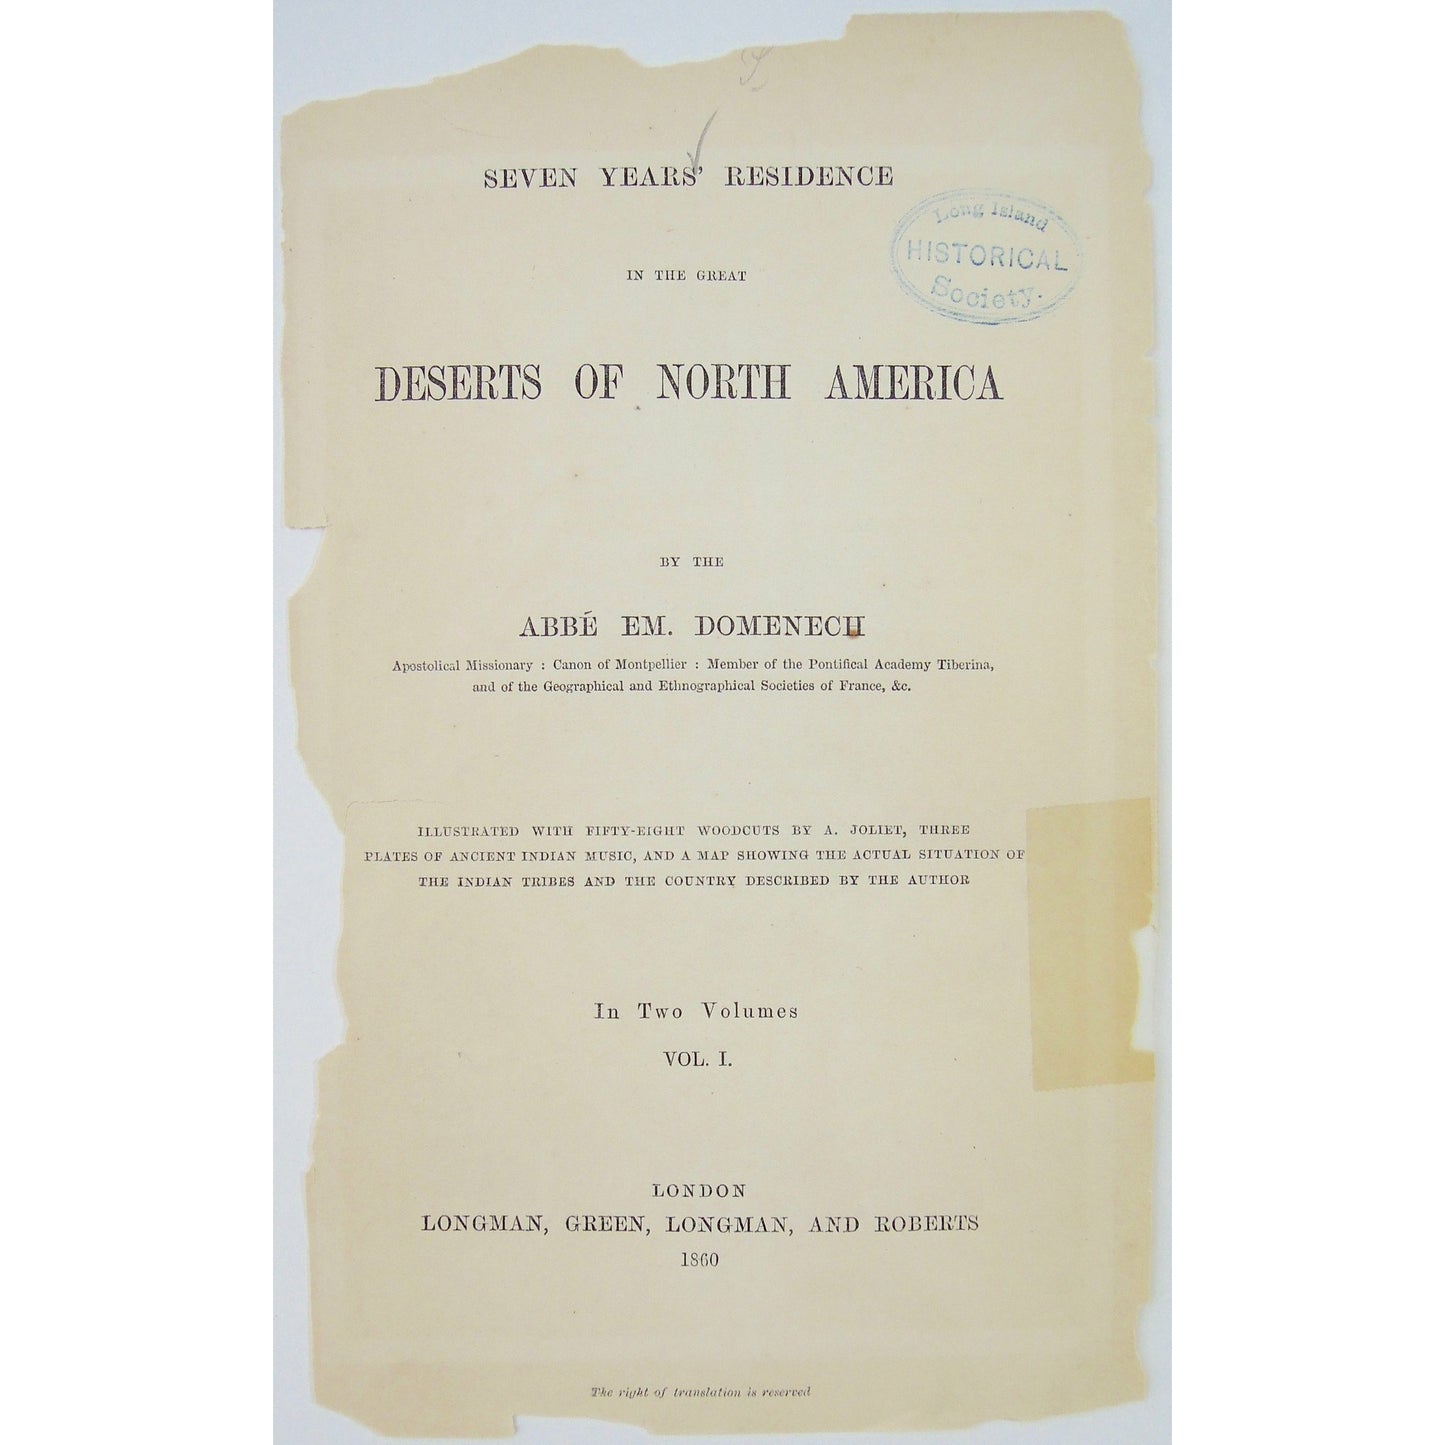 SEVEN YEARS' RESIDENCE
Long Island
HISTORICAL
Society.
IN THE GREAT
DESERTS OF NORTH AMERICA
BY THE
ABBÉ EM. DOMENECH
Apostolical Missionary : Canon of Montpellier : Member of the Pontifical Academy Tiberina,
and of the Geographical and Ethnographical Societies of France, &c.
ILLUSTRATED WITH FIFTY-EIGHT WOODCUTS BY A. JOLIET, THREE
PLATES OF ANCIENT INDIAN MUSIC, AND A MAP SHOWING THE ACTUAL SITUATION OF
THE INDIAN TRIBES AND THE COUNTRY DESCRIBED BY THE AUTHOR
In Two Volumes
VOL. I.
LONDON
LONGMAN, GREEN, LONGMAN, AND ROBERTS
1860
The right of translation is reserved